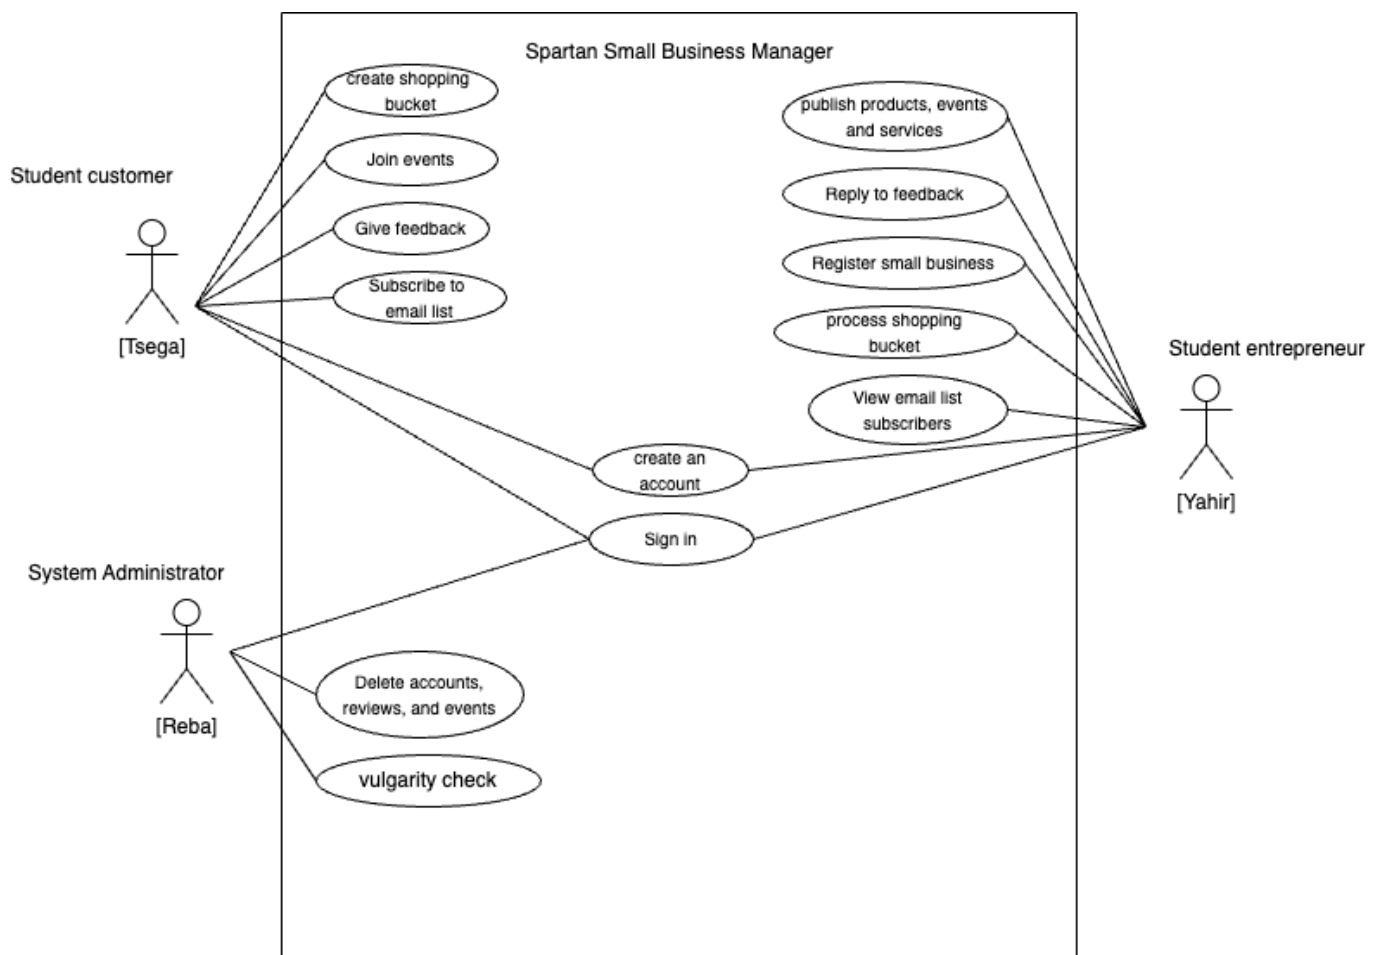 Spartan Small Business Manager
create shopping
bucket
Join events
Give feedback
Subscribe to
email list
Student customer
[Tsega]
publish products, events
and services
Reply to feedback
Register small business
process shopping
bucket
View email list
subscribers
Student entrepreneur
[Yahir]
create an
account
Sign in
System Administrator
[Reba]
Delete accounts,
reviews, and events
vulgarity check